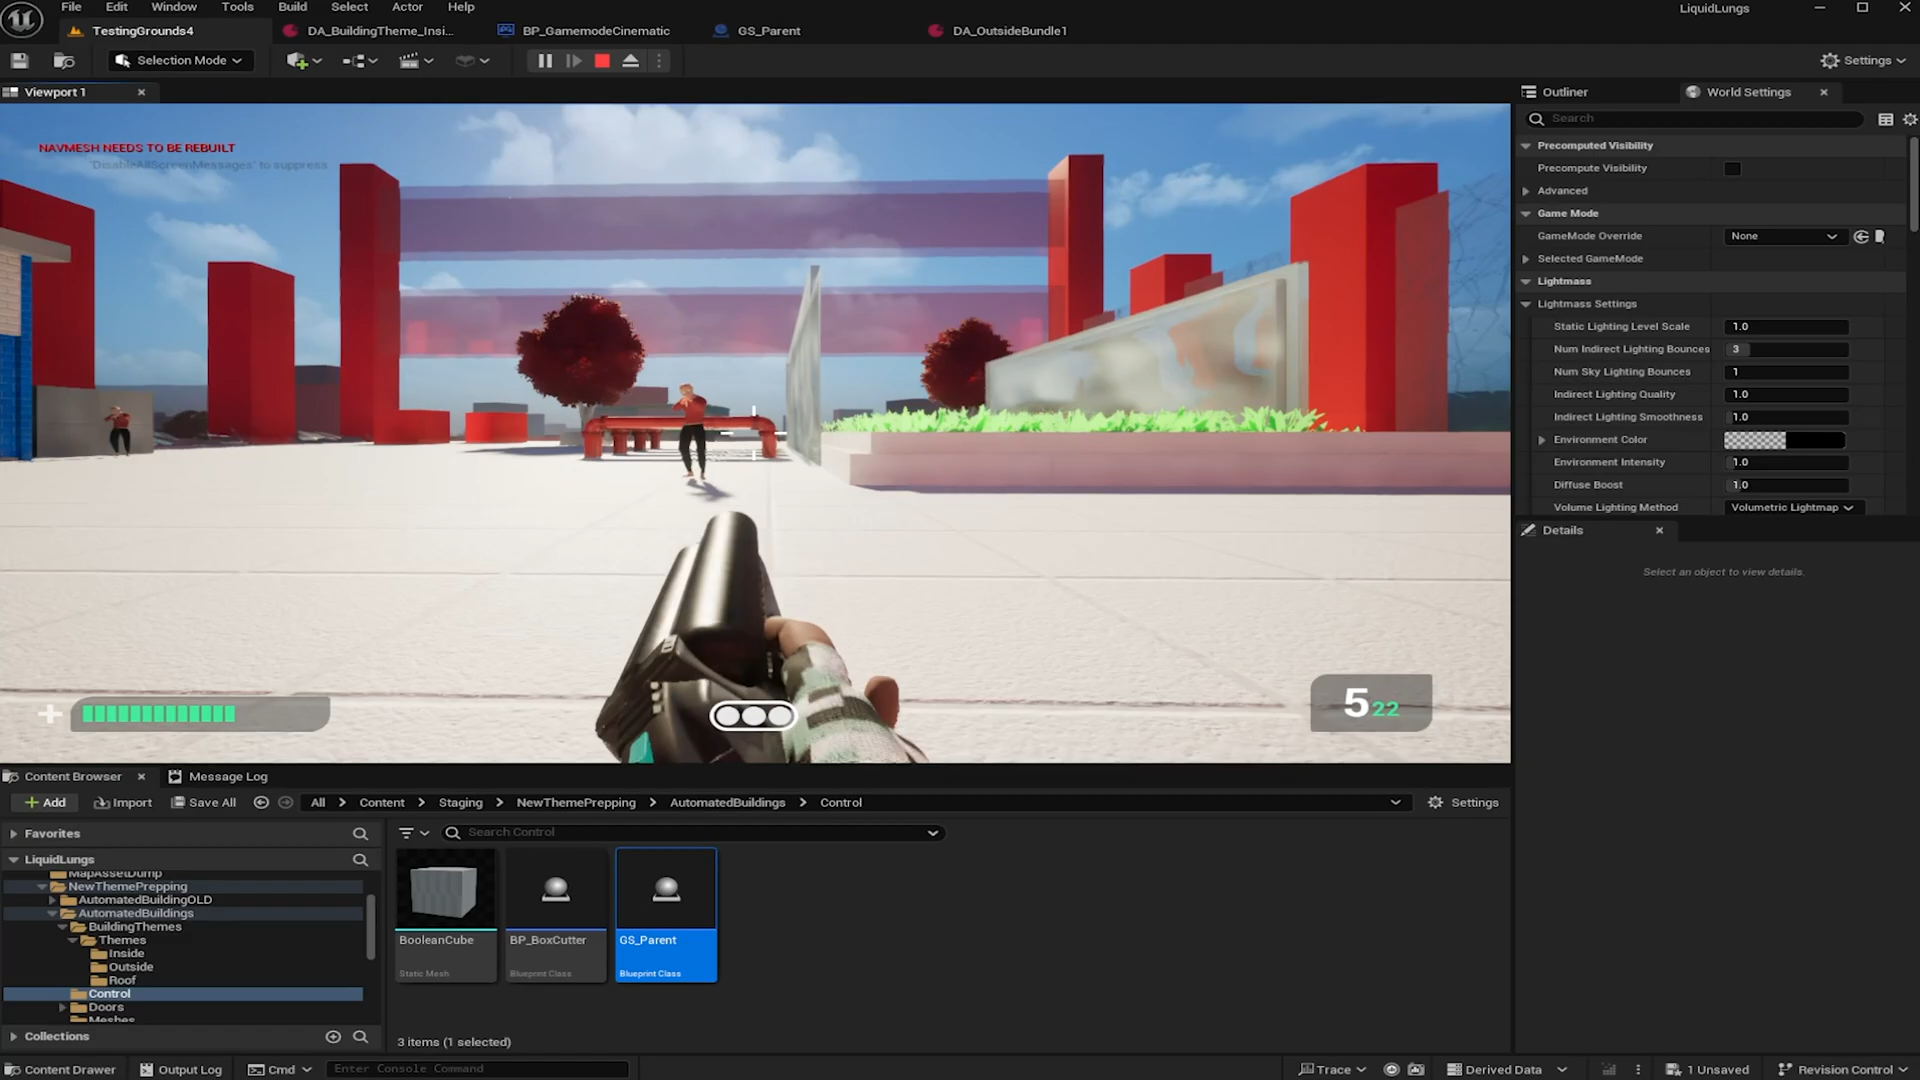 File Edit Window Tools Build Select Actor Help
LiquidLungs
TestingGrounds4
DA_BuildingTheme_Insi...
BP_GamemodeCinematic
GS_Parent
DA_OutsideBundle1
Selection Mode
Settings
Viewport 1
Outliner
World Settings
NAVMESH NEEDS TO BE REBUILT
'DisableAllScreenMessages' to suppress
5 22
Search
Precomputed Visibility
Precompute Visibility
Advanced
Game Mode
GameMode Override None
Selected GameMode
Lightmass
Lightmass Settings
Static Lighting Level Scale 1.0
Num Indirect Lighting Bounces 3
Num Sky Lighting Bounces 1
Indirect Lighting Quality 1.0
Indirect Lighting Smoothness 1.0
Environment Color
Environment Intensity 1.0
Diffuse Boost 1.0
Volume Lighting Method Volumetric Lightmap
Details
Select an object to view details.
Content Browser
Message Log
Add Import Save All All Content Staging NewThemePrepping AutomatedBuildings Control Settings
Favorites
LiquidLungs
MapAssetDump
NewThemePrepping
AutomatedBuildingOLD
AutomatedBuildings
BuildingThemes
Themes
Inside
Outside
Roof
Control
Doors
Meshes
Collections
Search Control
BooleanCube
Static Mesh
BP_BoxCutter
Blueprint Class
GS_Parent
Blueprint Class
3 items (1 selected)
Content Drawer Output Log Cmd Enter Console Command Trace Derived Data 1 Unsaved Revision Control